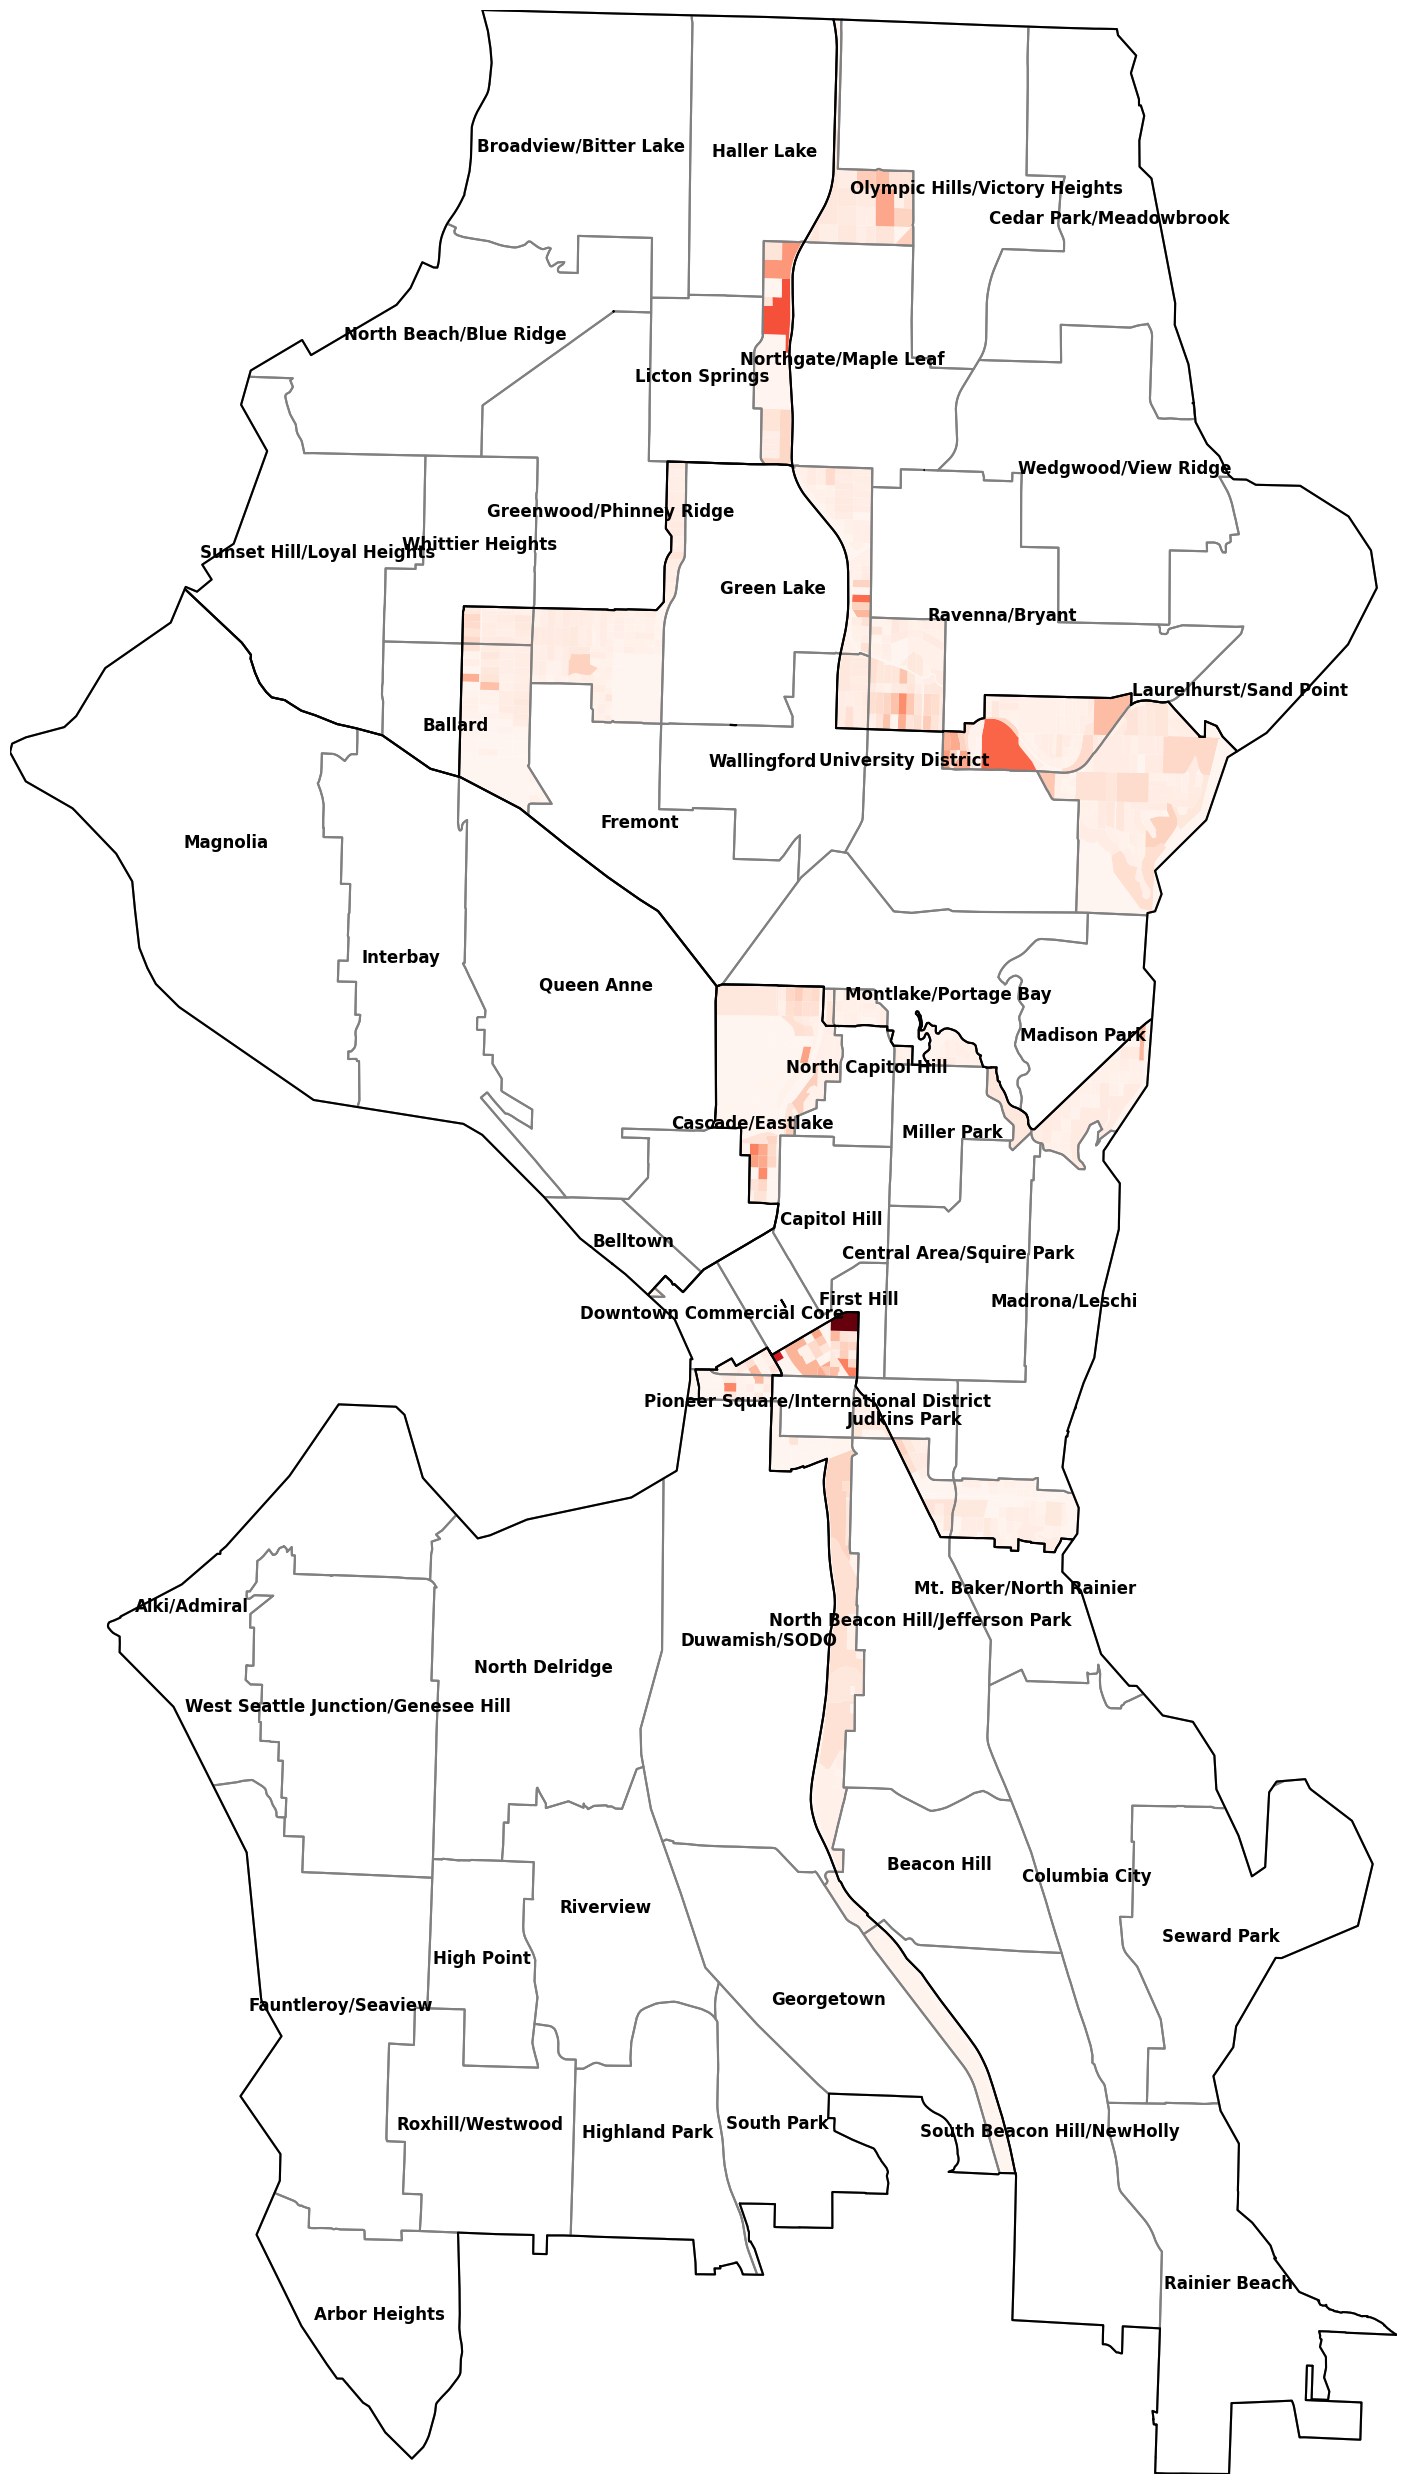 Broadview/Bitter Lake
Haller Lake
Olympic Hills/Victory Heights
Cedar Park/Meadowbrook
North Beach/Blue Ridge
Northgate/Maple Leaf
Licton Springs
Wedgwood/View Ridge
Greenwood/Phinney Ridge
Whittier Heights
Sunset Hill/Loyal Heights
Green Lake
Ravenna/Bryant
Laurelhurst/Sand Point
Ballard
Wallingford
University District
Fremont
Magnolia
Interbay
Queen Anne
Montlake/Portage Bay
Madison Park
North Capitol Hill
Cascade/Eastlake
Miller Park
Capitol Hill
Belltown
Central Area/Squire Park
First Hill
Madrona/Leschi
Downtown Commercial Core
Pioneer Square/International District
Judkins Park
Mt. Baker/North Rainier
Alki/Admiral
North Beacon Hill/Jefferson Park
Duwamish/SODO
North Delridge
West Seattle Junction/Genesee Hill
Beacon Hill
Columbia City
Riverview
Seward Park
High Point
Georgetown
Fauntleroy/Seaview
Roxhill/Westwood
South Park
Highland Park
South Beacon Hill/NewHolly
Rainier Beach
Arbor Heights